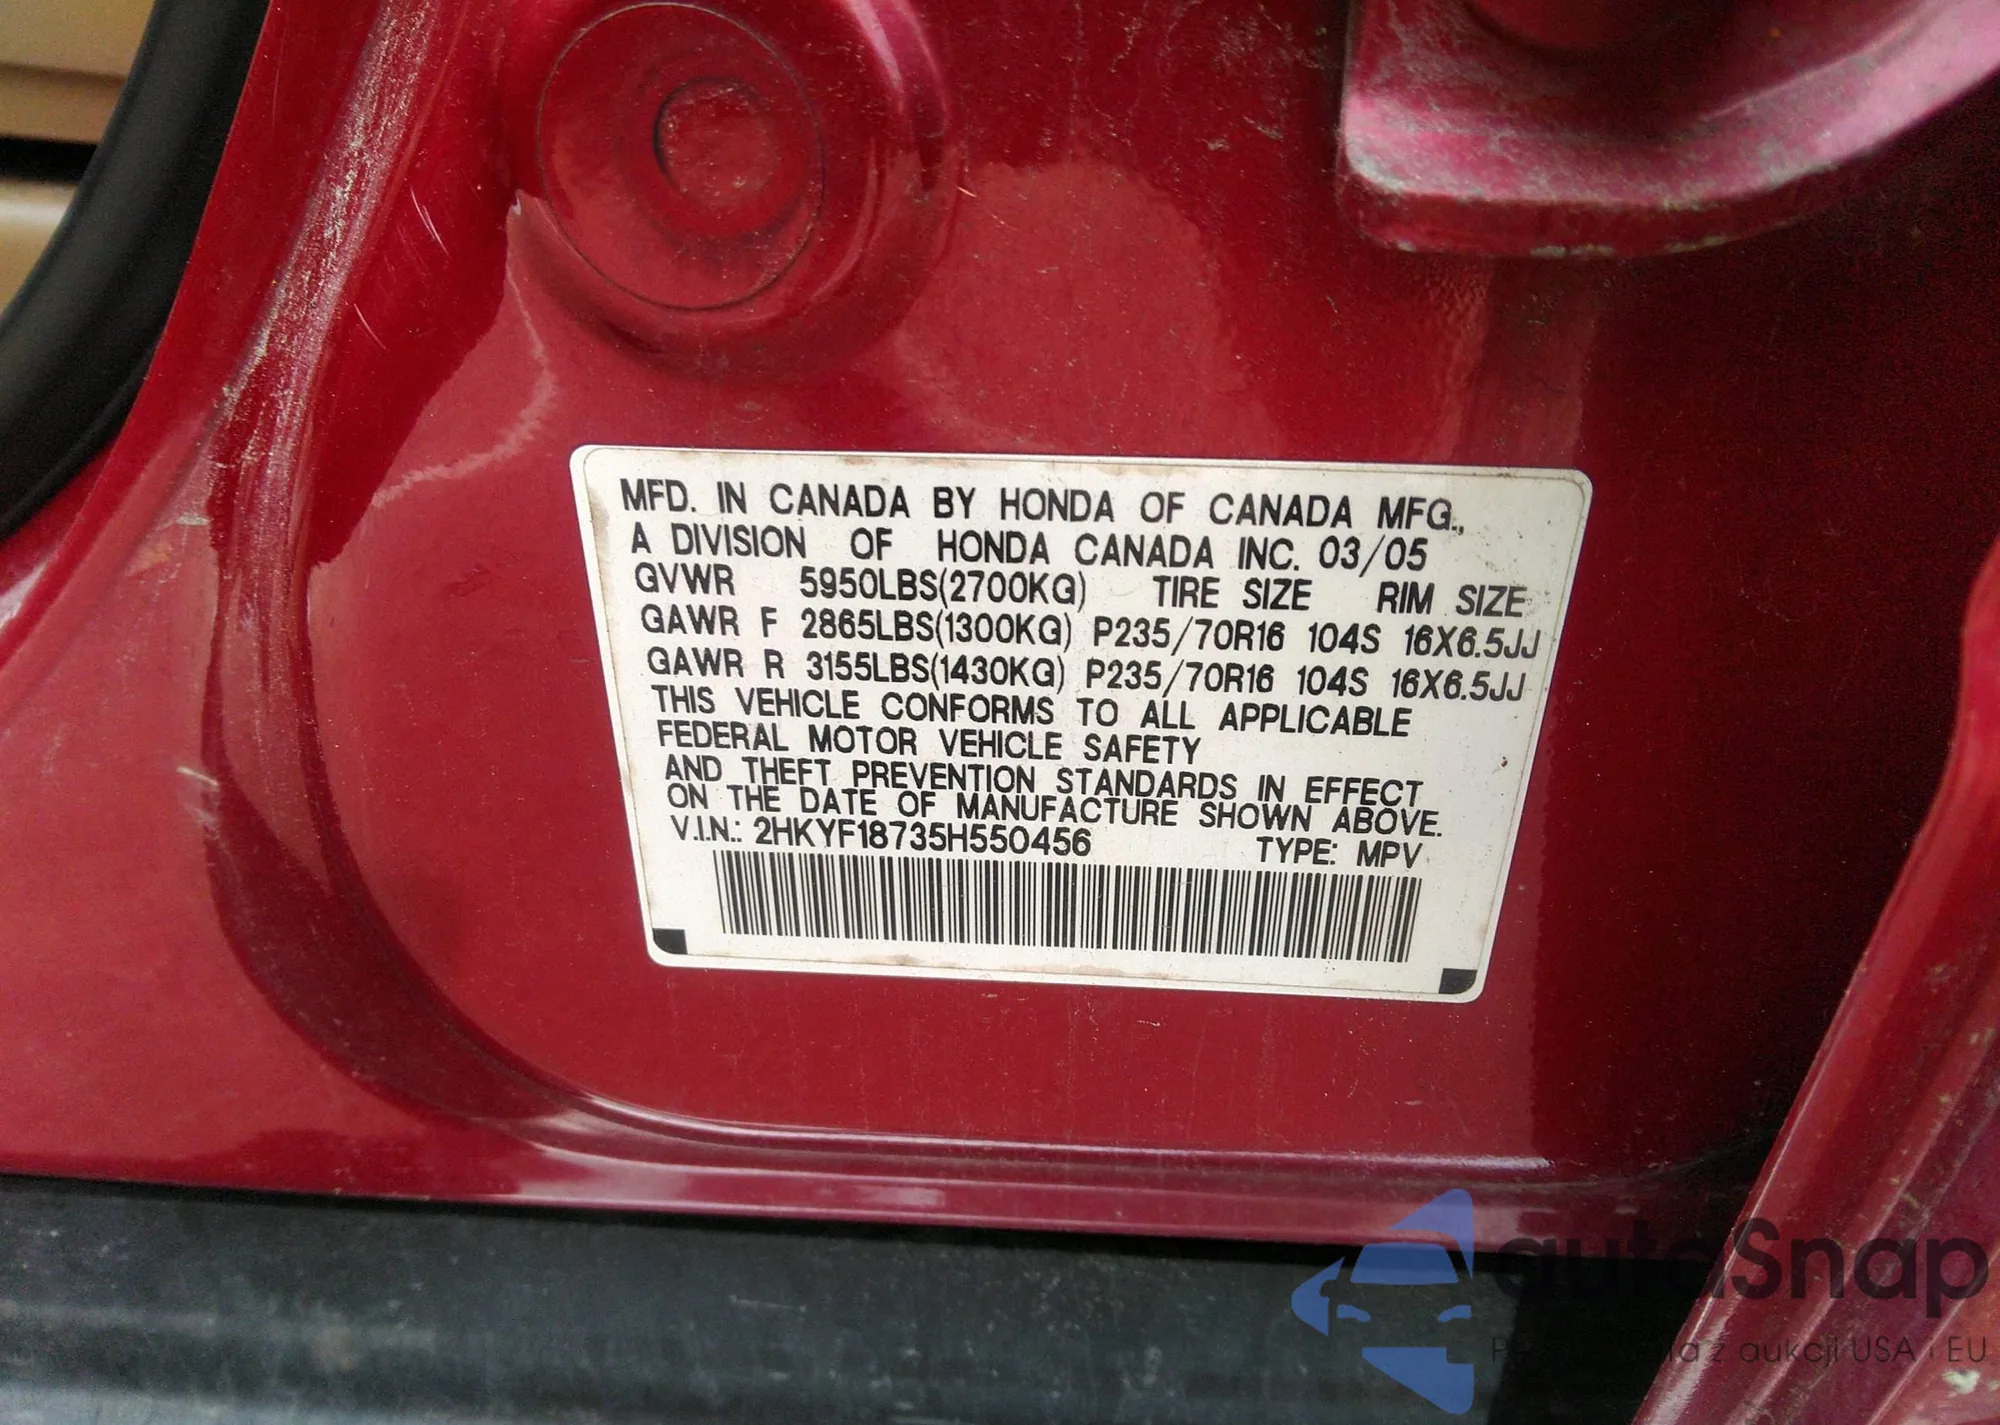 MFD. IN CANADA BY HONDA OF CANADA MFG.,
A DIVISION OF HONDA CANADA INC. 03/05
GVWR 5950LBS(2700KG) TIRE SIZE RIM SIZE
GAWR F 2865LBS(1300KG) P235/70R16 104S 16X6.5JJ
GAWR R 3155LBS(1430KG) P235/70R16 104S 16X6.5JJ
THIS VEHICLE CONFORMS TO ALL APPLICABLE
FEDERAL MOTOR VEHICLE SAFETY
AND THEFT PREVENTION STANDARDS IN EFFECT
ON THE DATE OF MANUFACTURE SHOWN ABOVE.
V.I.N.: 2HKYF18735H550456 TYPE: MPV
autoSnap
z aukcji USA i EU